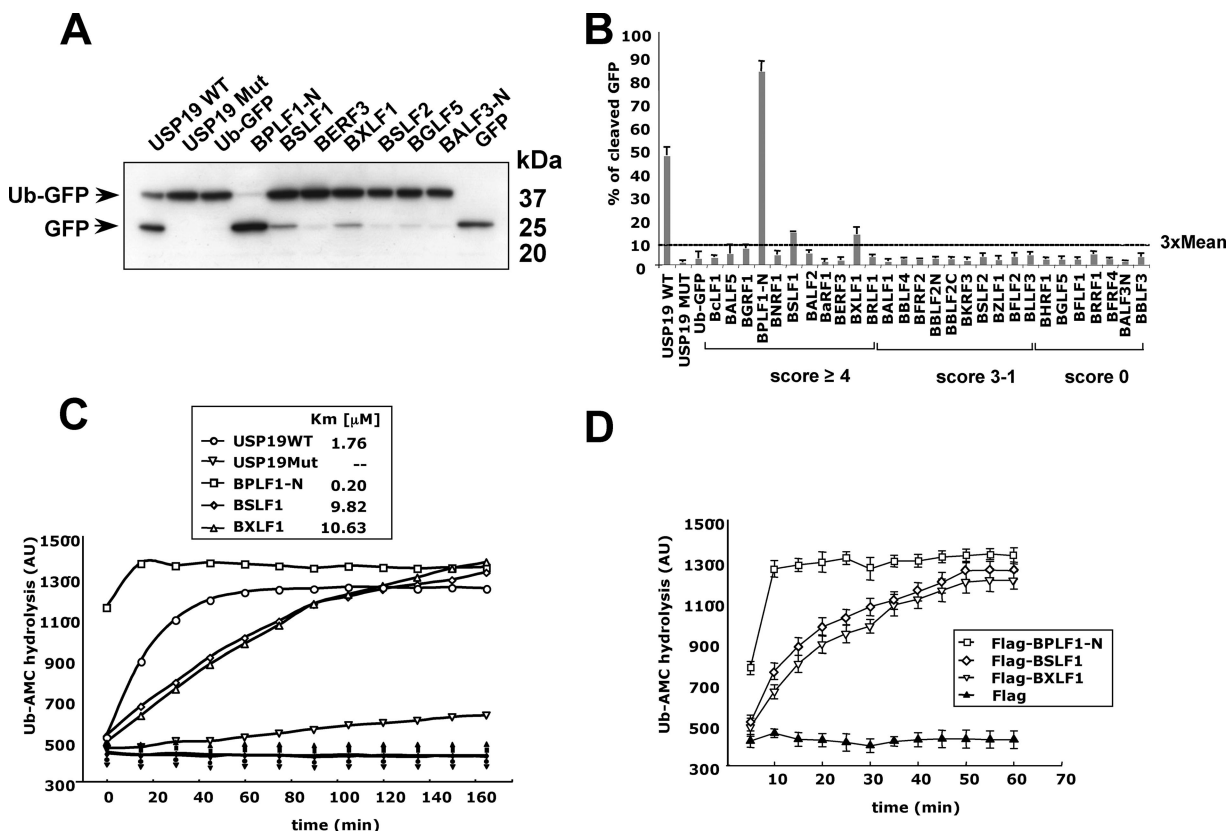 A
USP19 WT
USP19 Mut
Ub-GFP
BPLF1-N
BSLF1
BERF3
BXLF1
BSLF2
BGLF5
BALF3-N
GFP
kDa
Ub-GFP
37
GFP
25
20
B
% of cleaved GFP
100
90
80
70
60
50
40
30
20
10
0
3xMean
USP19 WT
USP19 MUT
Ub-GFP
BcLF1
BALF5
BGRF1
BPLF1-N
BNRF1
BSLF1
BALF2
BaRF1
BERF3
BXLF1
BRLF1
BALF1
BBLF4
BFRF2
BBLF2N
BBLF2C
BKRF3
BSLF2
BZLF1
BFLF2
BLLF3
BHRF1
BGLF5
BFLF1
BRRF1
BFRF4
BALF3N
BBLF3
score ≥ 4
score 3-1
score 0
C
Km [μM]
USP19WT 1.76
USP19Mut --
BPLF1-N 0.20
BSLF1 9.82
BXLF1 10.63
Ub-AMC hydrolysis (AU)
1500
1300
1100
900
700
500
300
0 20 40 60 80 100 120 140 160
time (min)
D
Ub-AMC hydrolysis (AU)
1500
1300
1100
900
700
500
300
Flag-BPLF1-N
Flag-BSLF1
Flag-BXLF1
Flag
10 20 30 40 50 60 70
time (min)